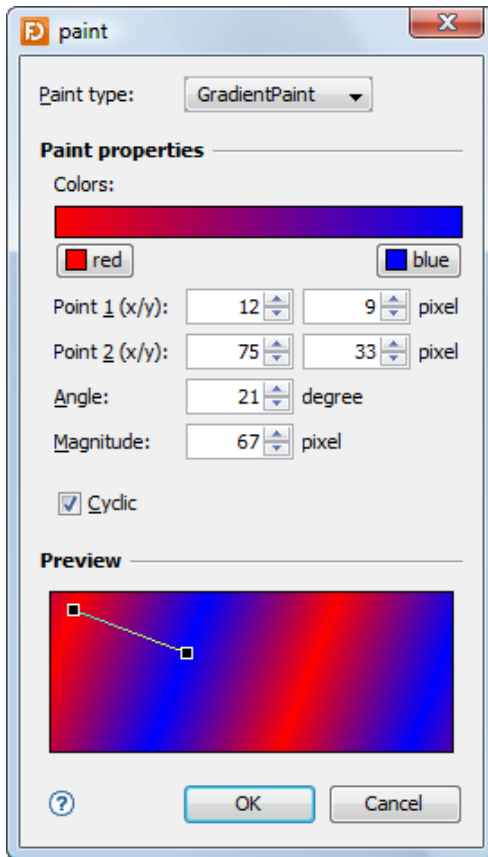 paint
Paint type: GradientPaint
Paint properties
Colors:
red blue
Point 1 (x/y): 12 9 pixel
Point 2 (x/y): 75 33 pixel
Angle: 21 degree
Magnitude: 67 pixel
Cyclic
Preview
? OK Cancel